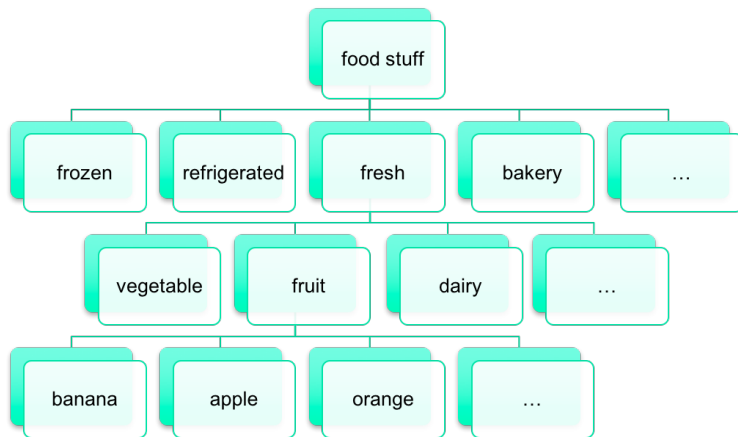 food stuff
frozen
refrigerated
fresh
bakery
…
vegetable
fruit
dairy
…
banana
apple
orange
…